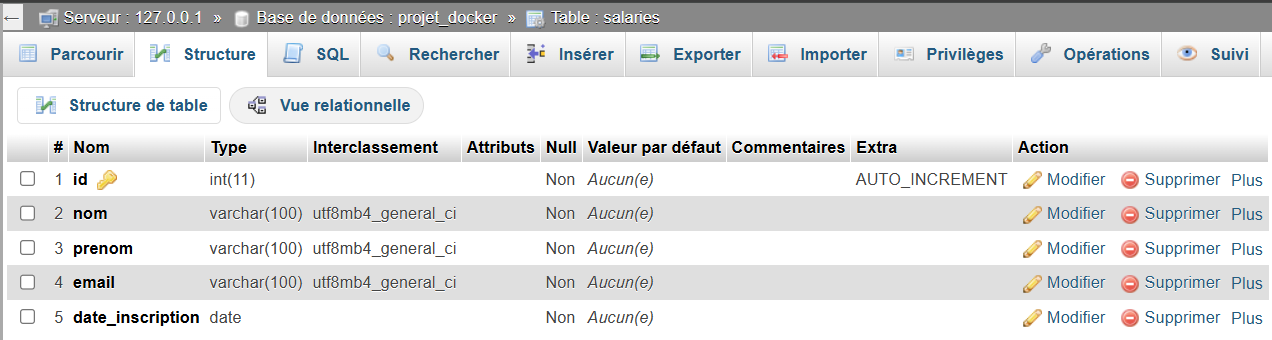 ← Serveur : 127.0.0.1 » Base de données : projet_docker » Table : salaries
Parcourir Structure SQL Rechercher Insérer Exporter Importer Privilèges Opérations Suivi
Structure de table Vue relationnelle
# Nom Type Interclassement Attributs Null Valeur par défaut Commentaires Extra Action
1 id int(11) Non Aucun(e) AUTO_INCREMENT Modifier Supprimer Plus
2 nom varchar(100) utf8mb4_general_ci Non Aucun(e) Modifier Supprimer Plus
3 prenom varchar(100) utf8mb4_general_ci Non Aucun(e) Modifier Supprimer Plus
4 email varchar(100) utf8mb4_general_ci Non Aucun(e) Modifier Supprimer Plus
5 date_inscription date Non Aucun(e) Modifier Supprimer Plus